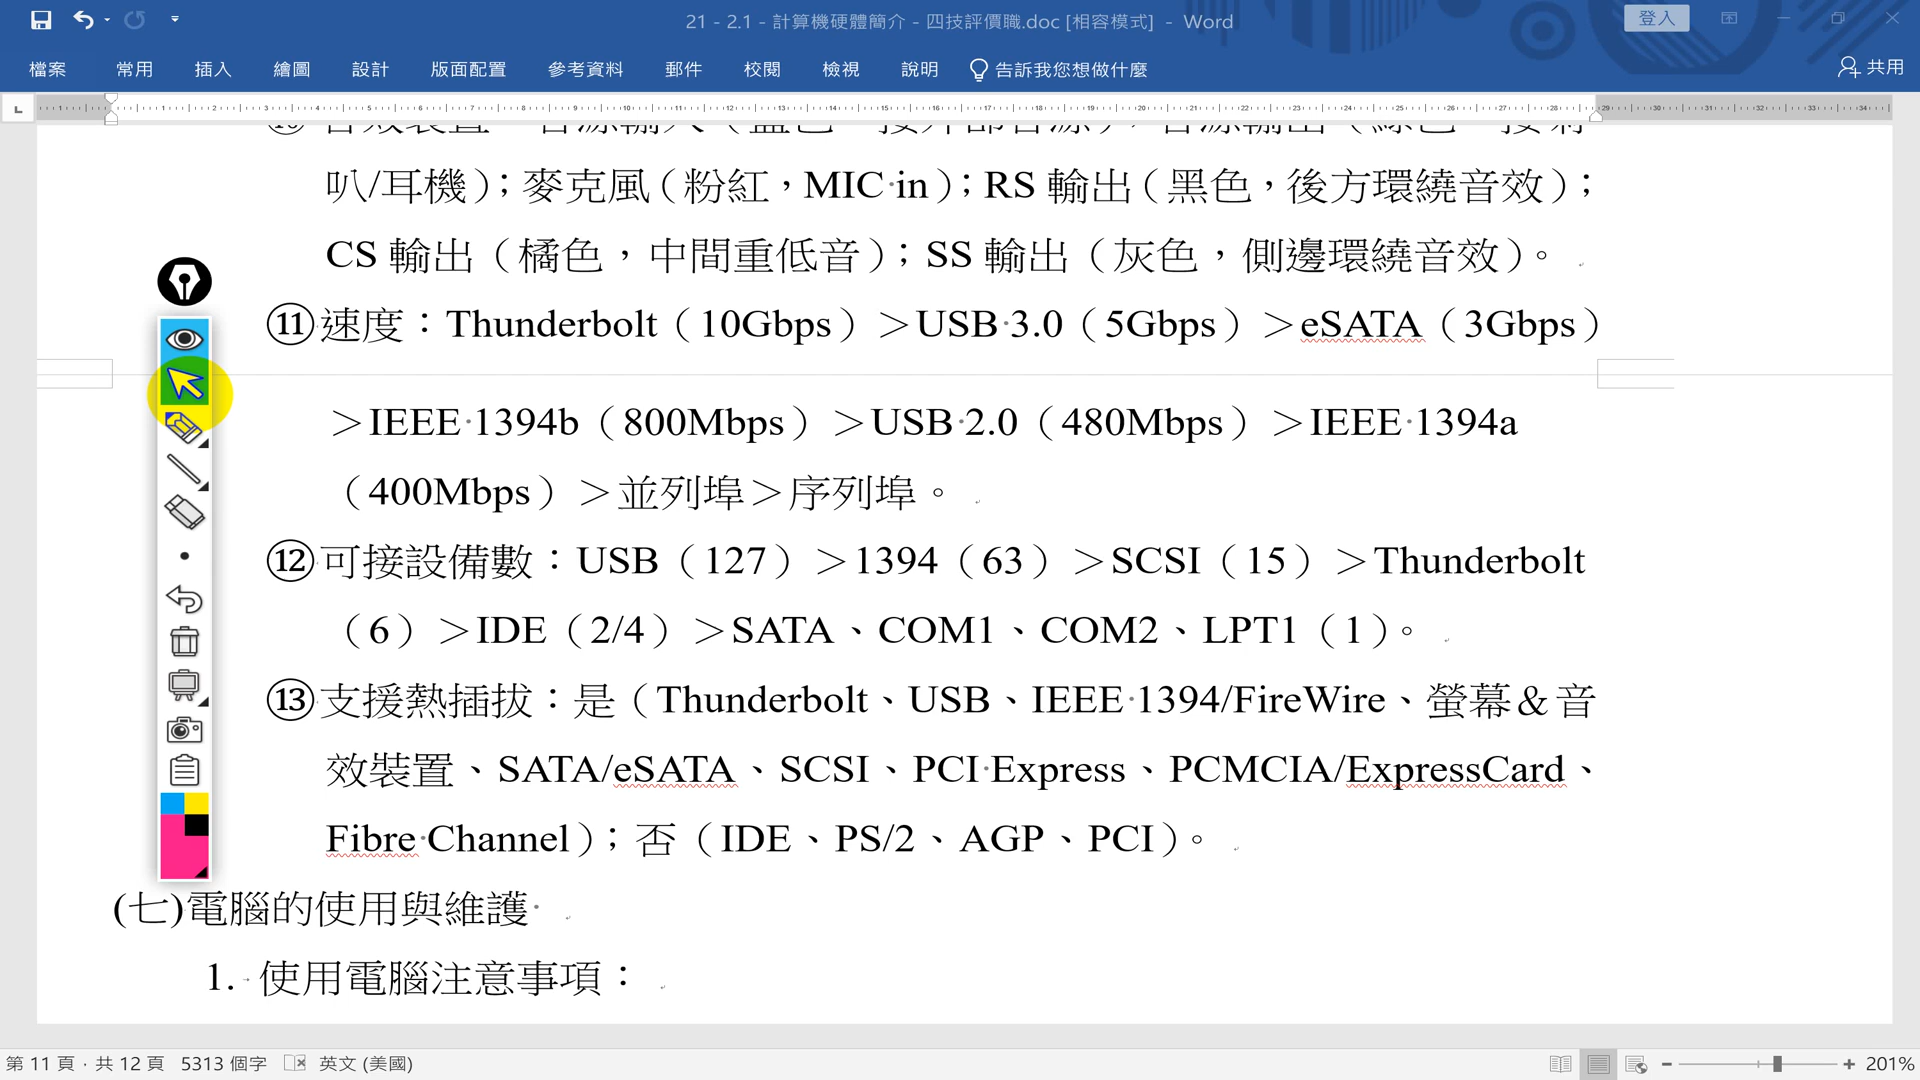 21 - 2.1 - 計算機硬體簡介 - 四技評價職.doc [相容模式] - Word
登入
檔案 常用 插入 繪圖 設計 版面配置 參考資料 郵件 校閱 檢視 說明 告訴我您想做什麼 共用
叭/耳機）；麥克風（粉紅，MIC in）；RS 輸出（黑色，後方環繞音效）；
CS 輸出（橘色，中間重低音）；SS 輸出（灰色，側邊環繞音效）。
⑪速度：Thunderbolt（10Gbps）＞USB 3.0（5Gbps）＞eSATA（3Gbps）
＞IEEE 1394b（800Mbps）＞USB 2.0（480Mbps）＞IEEE 1394a
（400Mbps）＞並列埠＞序列埠。
⑫可接設備數：USB（127）＞1394（63）＞SCSI（15）＞Thunderbolt
（6）＞IDE（2/4）＞SATA、COM1、COM2、LPT1（1）。
⑬支援熱插拔：是（Thunderbolt、USB、IEEE 1394/FireWire、螢幕＆音
效裝置、SATA/eSATA、SCSI、PCI Express、PCMCIA/ExpressCard、
Fibre Channel）；否（IDE、PS/2、AGP、PCI）。
(七)電腦的使用與維護
1. 使用電腦注意事項：
第 11 頁，共 12 頁 5313 個字 英文 (美國) 201%